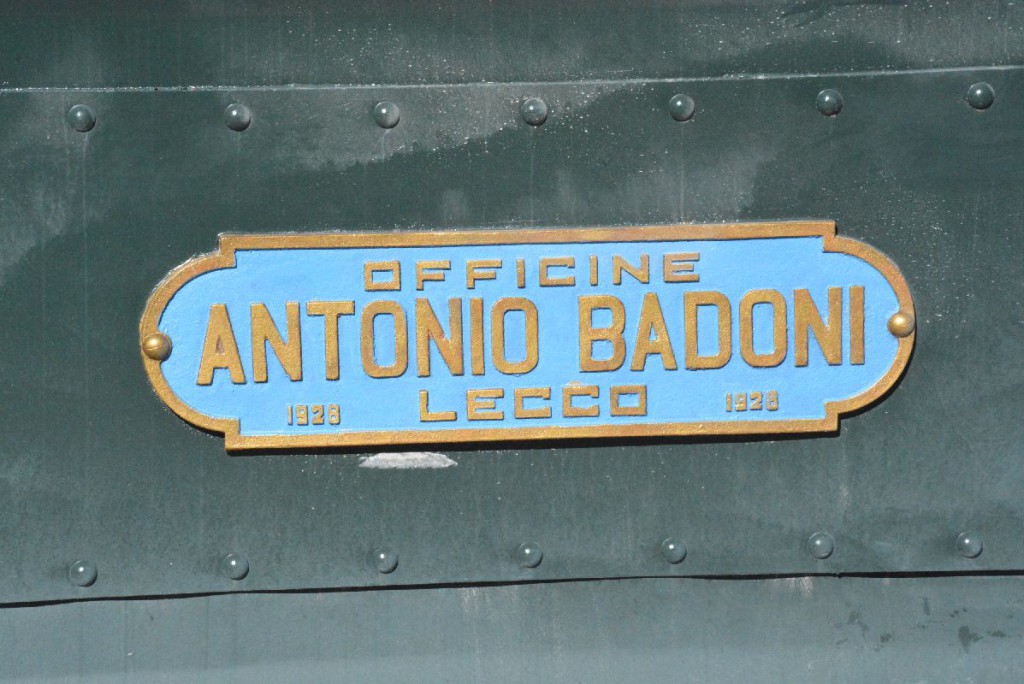 OFFICINE
ANTONIO BADONI
1928 LECCO 1928